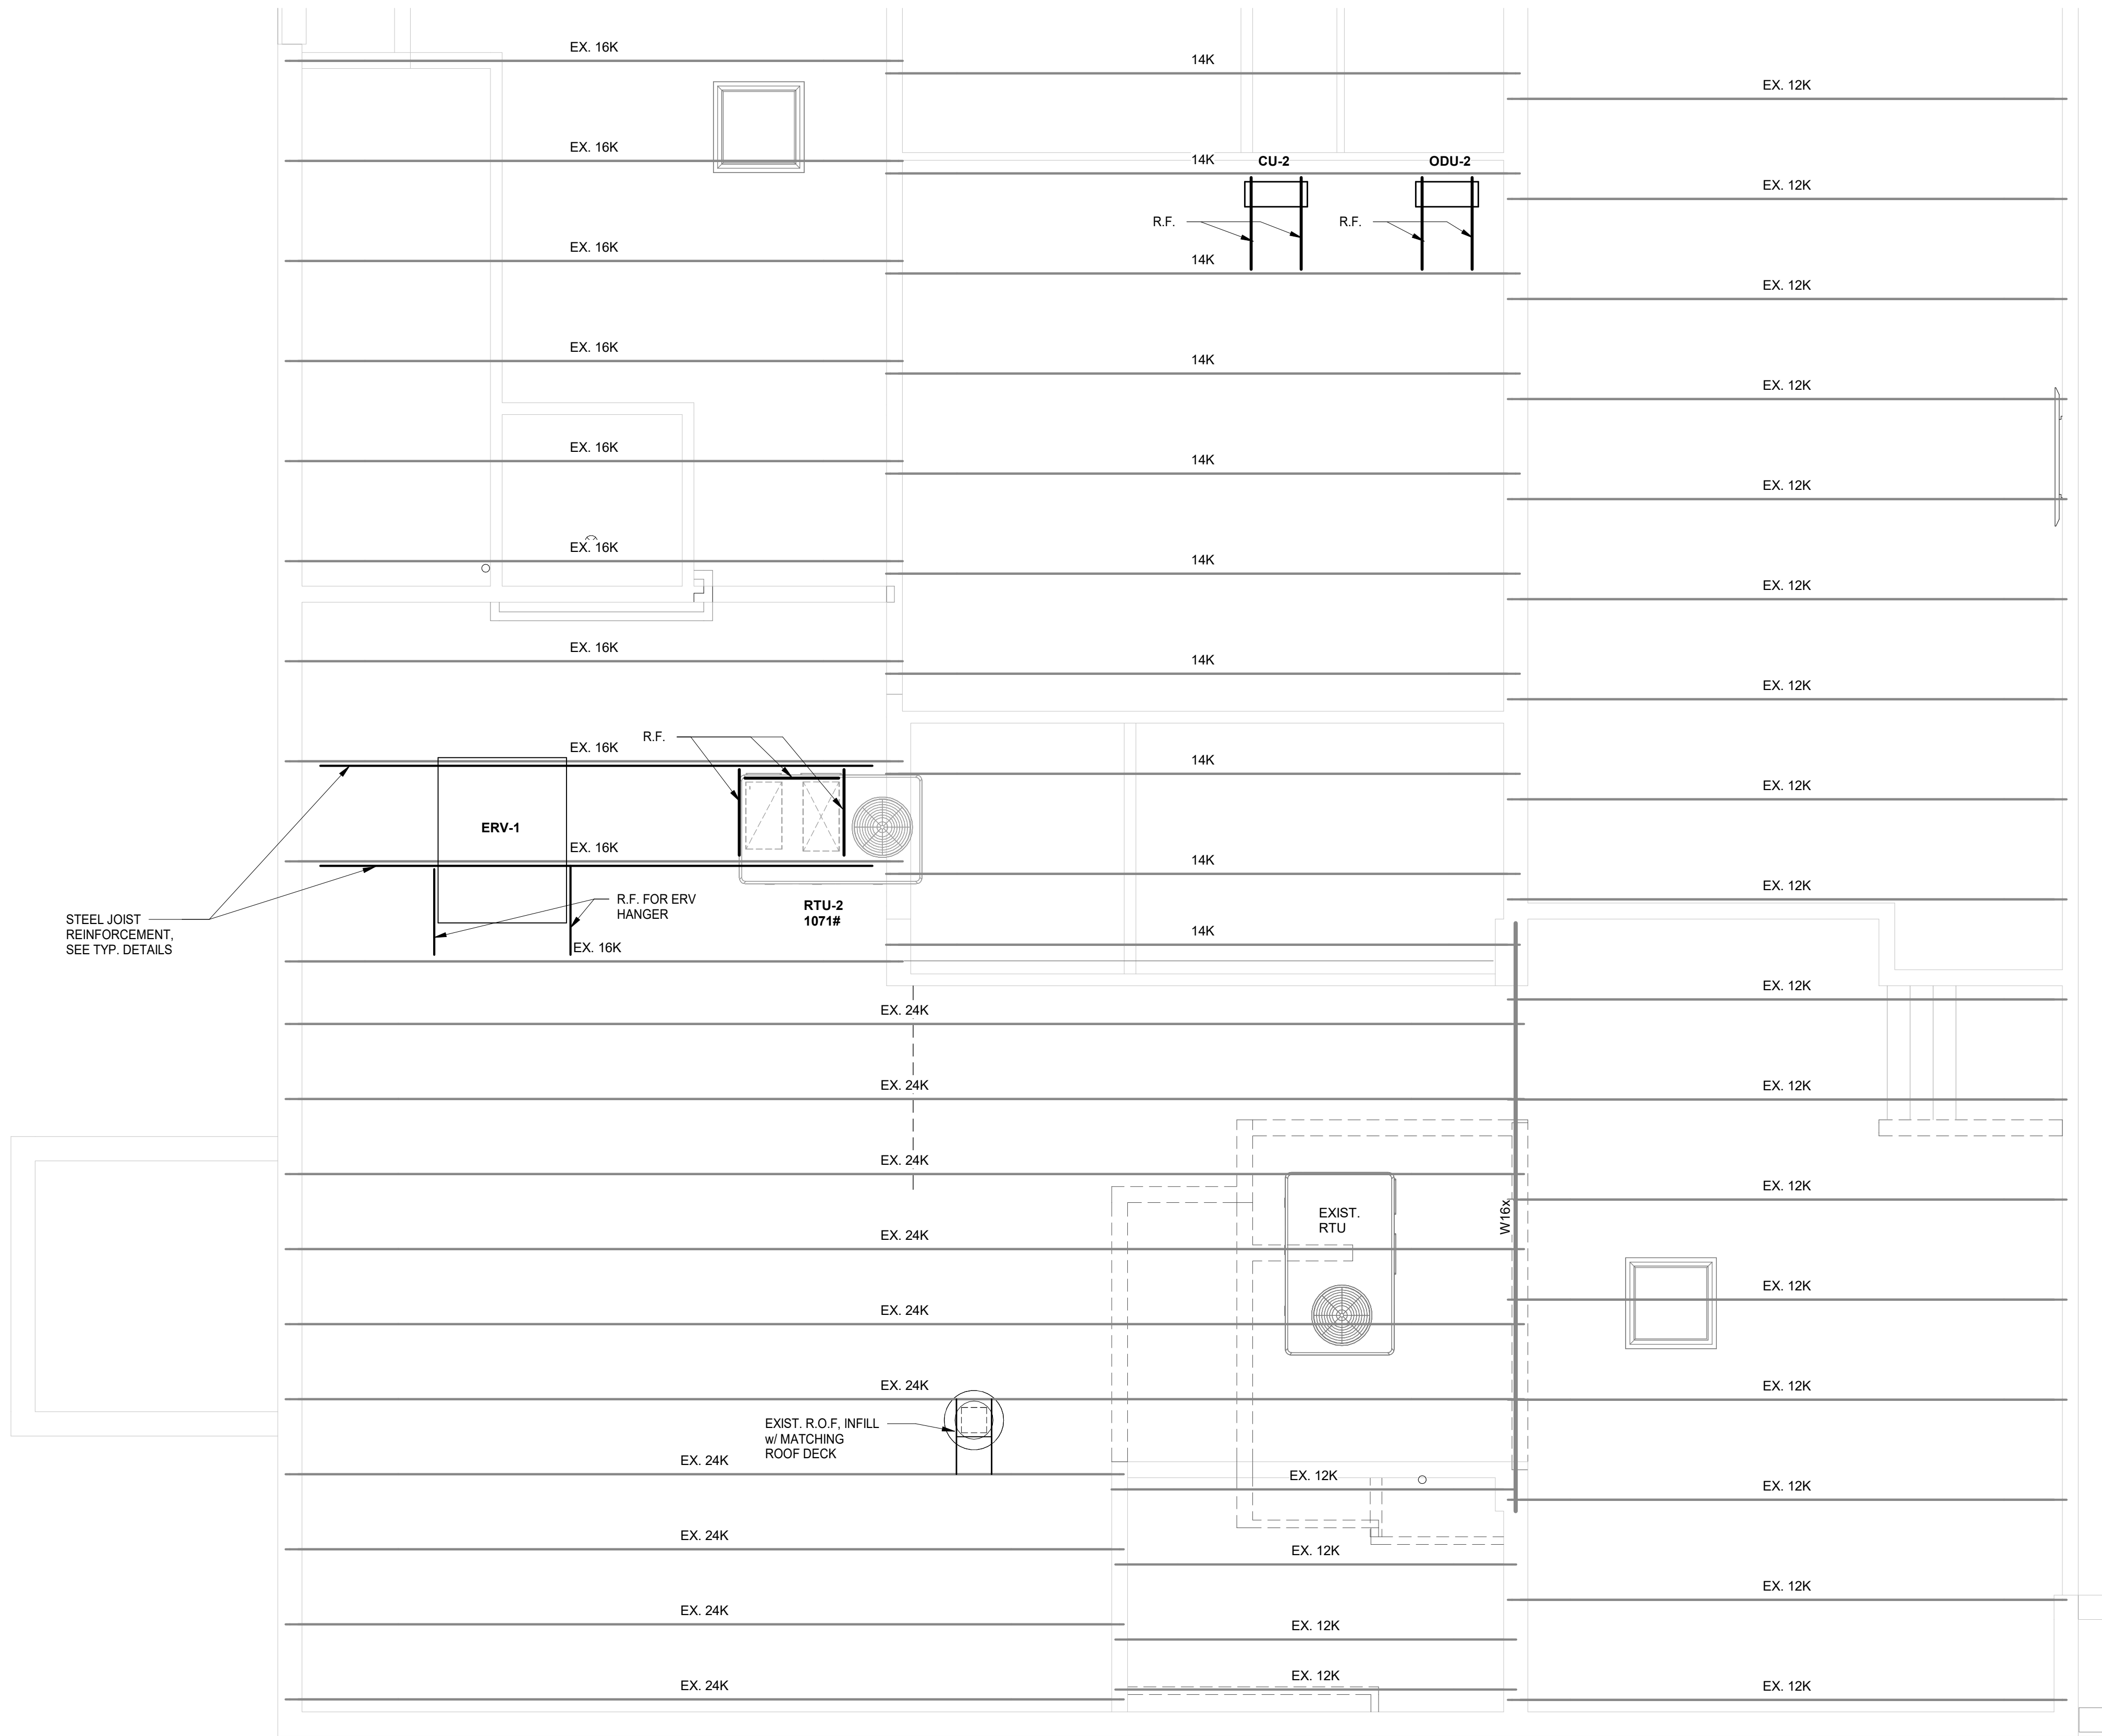 EX. 16K
14K
EX. 12K
EX. 16K
14K
CU-2
ODU-2
EX. 12K
R.F.
R.F.
EX. 16K
14K
EX. 12K
EX. 16K
14K
EX. 12K
EX. 16K
14K
EX. 12K
EX. 16K
14K
EX. 12K
EX. 16K
14K
EX. 12K
R.F.
EX. 16K
14K
EX. 12K
ERV-1
EX. 16K
14K
EX. 12K
R.F. FOR ERV
HANGER
RTU-2
1071#
STEEL JOIST
REINFORCEMENT,
SEE TYP. DETAILS
EX. 16K
14K
EX. 12K
EX. 24K
EX. 24K
EX. 12K
EX. 24K
EX. 12K
EXIST.
RTU
W16x
EX. 24K
EX. 12K
EX. 24K
EX. 24K
EX. 12K
EXIST. R.O.F, INFILL
w/ MATCHING
ROOF DECK
EX. 24K
EX. 12K
EX. 12K
EX. 24K
EX. 12K
EX. 12K
EX. 24K
EX. 12K
EX. 24K
EX. 12K
EX. 12K